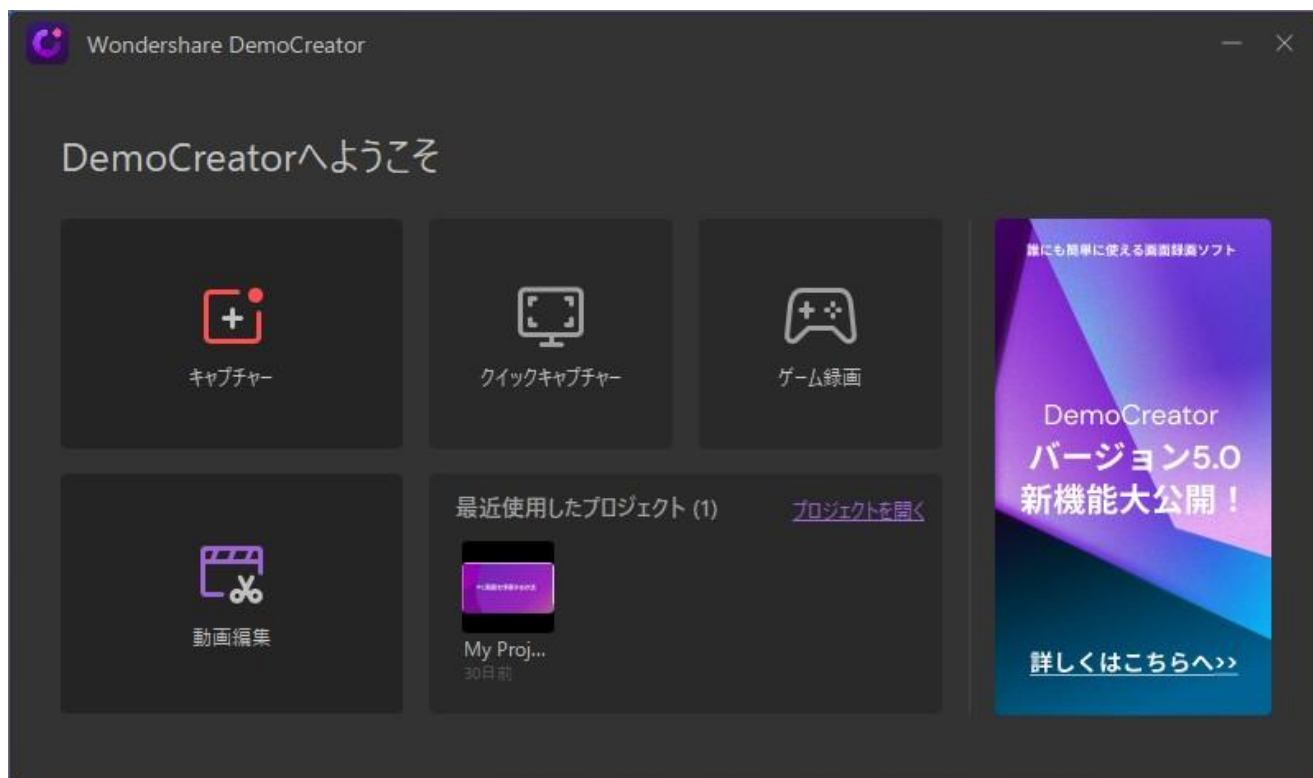 Wondershare DemoCreator
DemoCreatorへようこそ
キャプチャー
クイックキャプチャー
ゲーム録画
動画編集
最近使用したプロジェクト (1)
プロジェクトを開く
My Proj...
30日前
誰にも簡単に使える画面録画ソフト
DemoCreator
バージョン5.0
新機能大公開！
詳しくはこちらへ>>